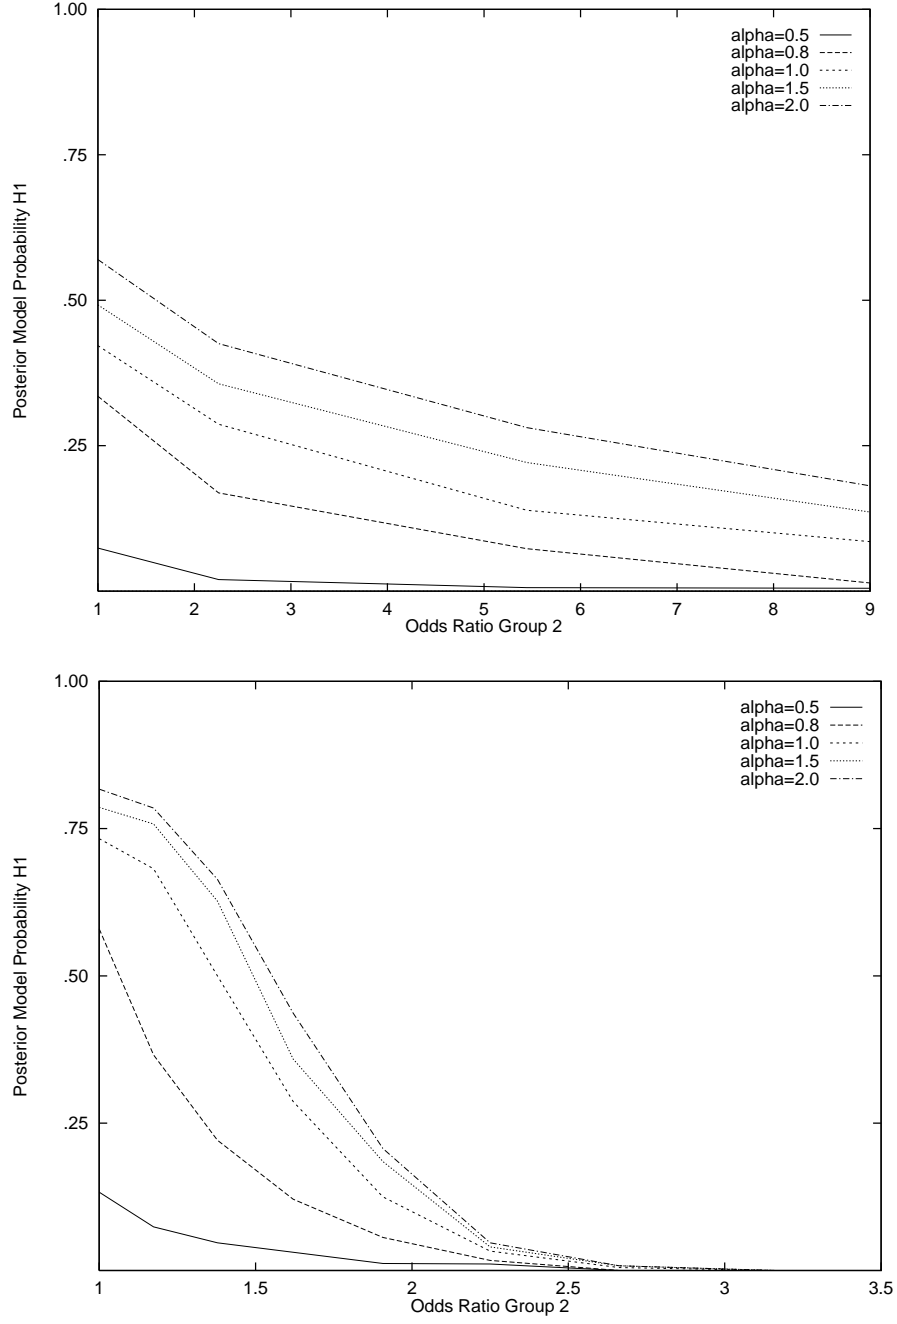 1.00
.75
.50
.25
Posterior Model Probability H1
alpha=0.5
alpha=0.8
alpha=1.0
alpha=1.5
alpha=2.0
1 2 3 4 5 6 7 8 9
Odds Ratio Group 2
1.00
.75
.50
.25
Posterior Model Probability H1
alpha=0.5
alpha=0.8
alpha=1.0
alpha=1.5
alpha=2.0
1 1.5 2 2.5 3 3.5
Odds Ratio Group 2